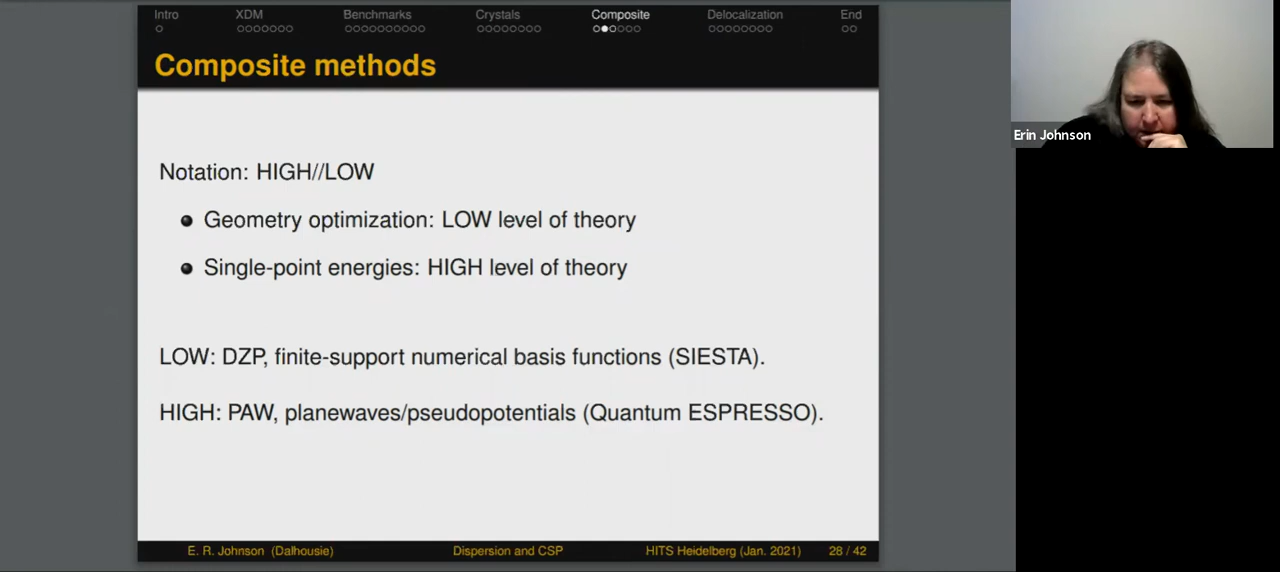 Intro XDM Benchmarks Crystals Composite Delocalization End
Composite methods
Erin Johnson
Notation: HIGH//LOW
Geometry optimization: LOW level of theory
Single-point energies: HIGH level of theory
LOW: DZP, finite-support numerical basis functions (SIESTA).
HIGH: PAW, planewaves/pseudopotentials (Quantum ESPRESSO).
E. R. Johnson (Dalhousie) Dispersion and CSP HITS Heidelberg (Jan. 2021) 28 / 42